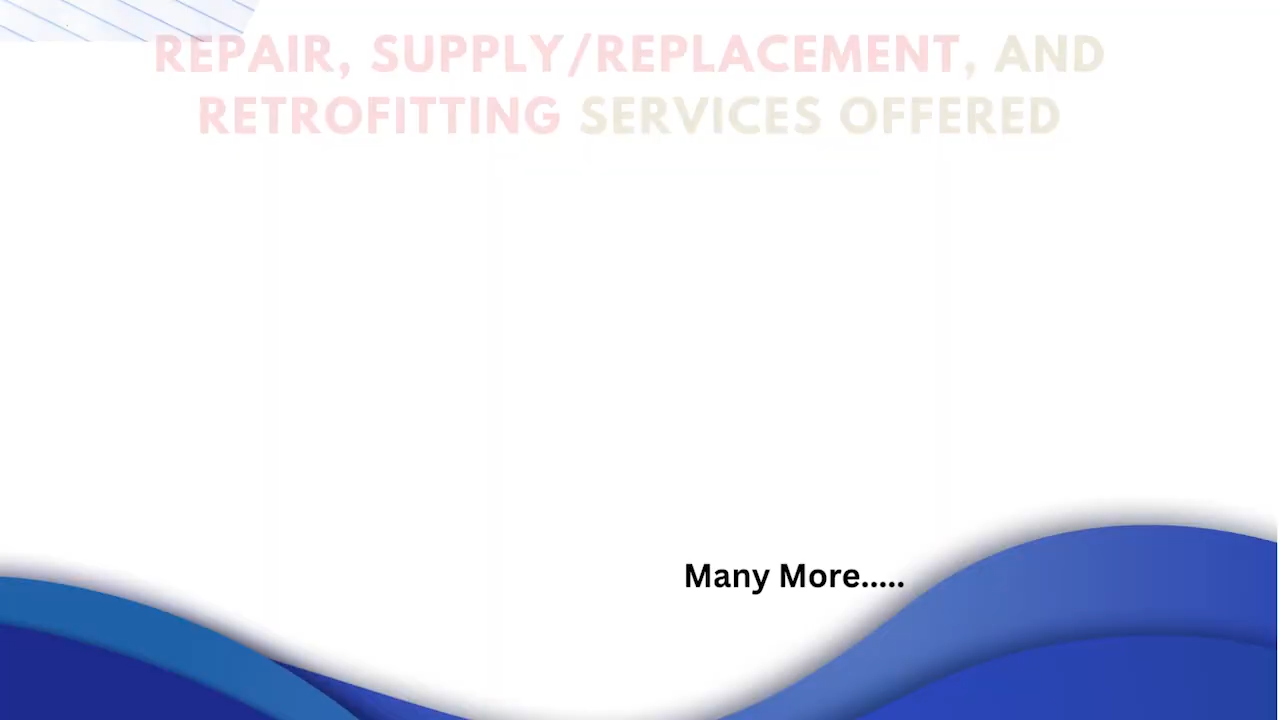 REPAIR, SUPPLY/REPLACEMENT, AND
RETROFITTING SERVICES OFFERED
Many More.....